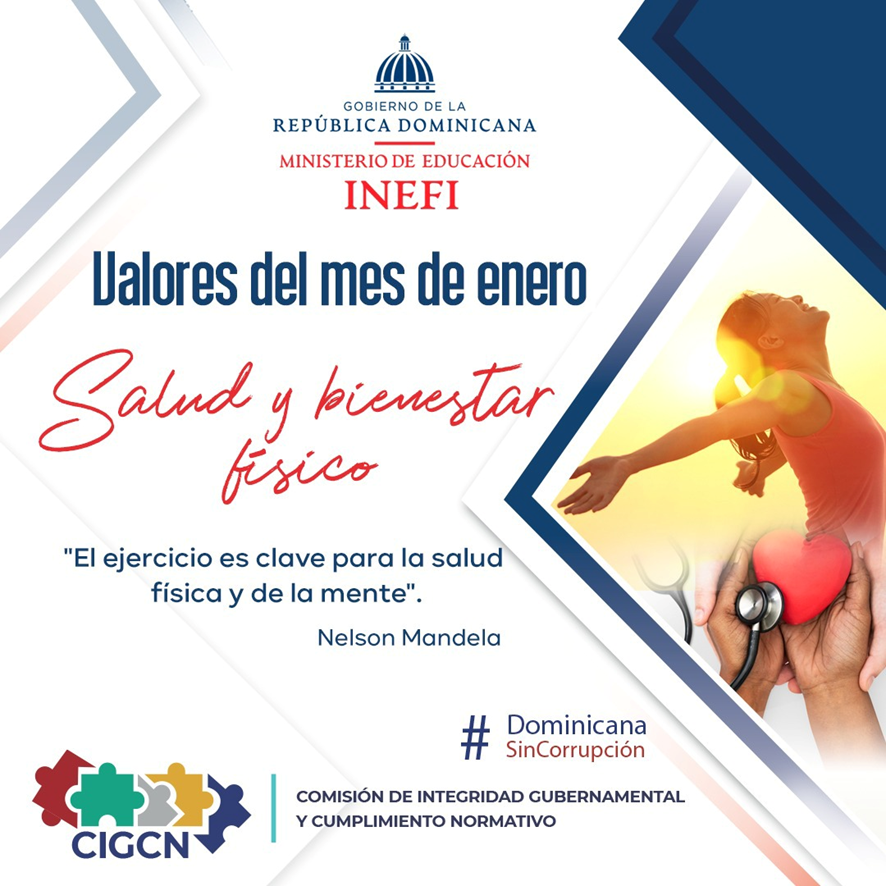 GOBIERNO DE LA
REPÚBLICA DOMINICANA
MINISTERIO DE EDUCACIÓN
INEFI
Valores del mes de enero
Salud y bienestar
físico
"El ejercicio es clave para la salud
física y de la mente".
Nelson Mandela
# Dominicana
SinCorrupción
CIGCN
COMISIÓN DE INTEGRIDAD GUBERNAMENTAL
Y CUMPLIMIENTO NORMATIVO